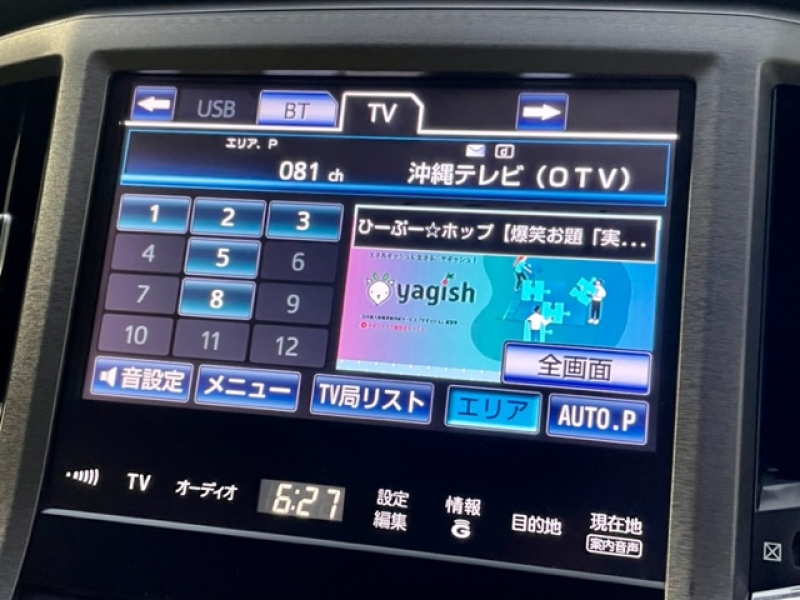 USB BT TV
エリア、P
081 ch 沖縄テレビ(OTV)
1 2 3
ひーぷー☆ホップ【爆笑お題「実...
4 5 6
yagish
7 8 9
10 11 12
全画面
音設定 メニュー TV局リスト エリア AUTO.P
TV オーディオ 6:27 設定 編集 情報 G 目的地 現在地
案内音声